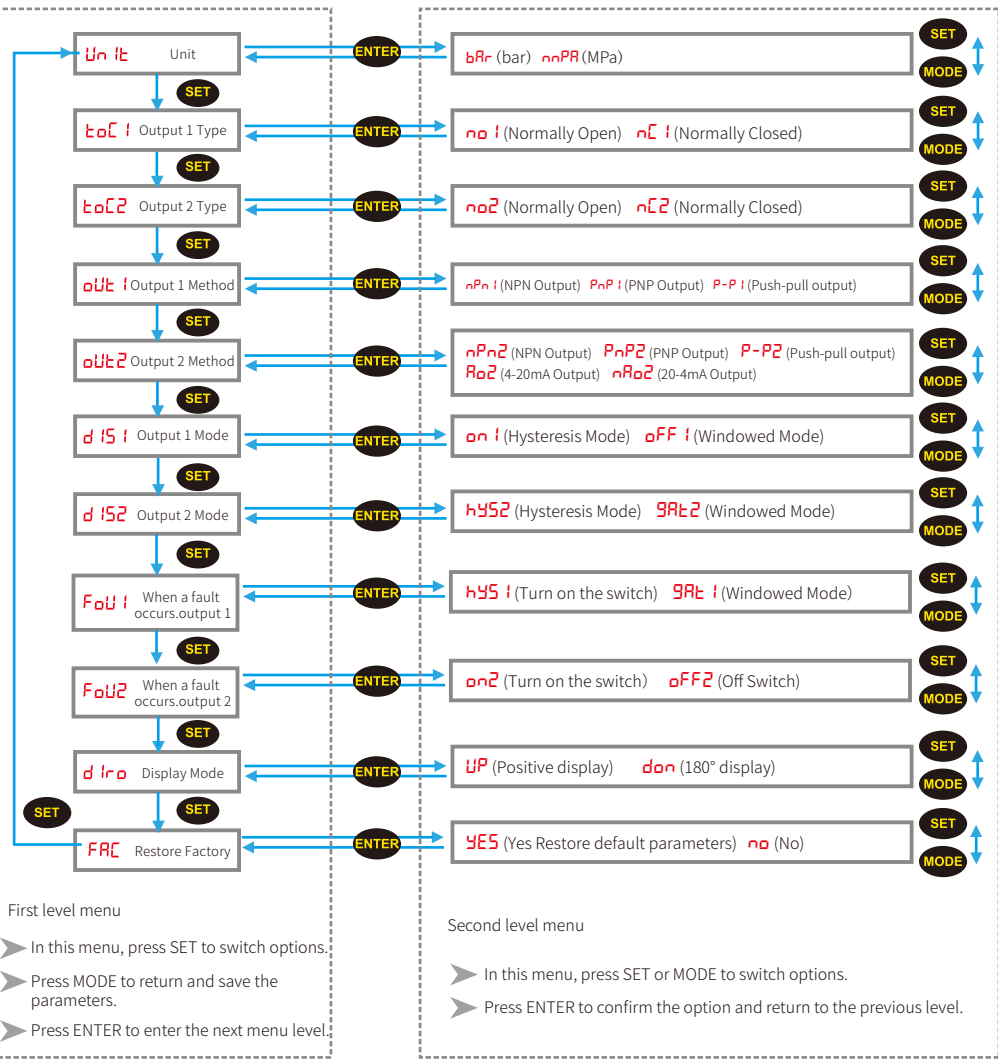 Un1t Unit ENTER bAr (bar) nnPA (MPa) SET MODE
SET
toC1 Output 1 Type ENTER no1 (Normally Open) nC1 (Normally Closed) SET MODE
SET
toC2 Output 2 Type ENTER no2 (Normally Open) nC2 (Normally Closed) SET MODE
SET
oUt1 Output 1 Method ENTER nPn1 (NPN Output) PnP1 (PNP Output) P-P1 (Push-pull output) SET MODE
SET
oUt2 Output 2 Method ENTER nPn2 (NPN Output) PnP2 (PNP Output) P-P2 (Push-pull output) SET
Ao2 (4-20mA Output) nAo2 (20-4mA Output) MODE
SET
d1S1 Output 1 Mode ENTER on1 (Hysteresis Mode) oFF1 (Windowed Mode) SET MODE
SET
d1S2 Output 2 Mode ENTER hYS2 (Hysteresis Mode) gAt2 (Windowed Mode) SET MODE
SET
FoU1 When a fault
occurs.output 1 ENTER hYS1 (Turn on the switch) gAt1 (Windowed Mode) SET MODE
SET
FoU2 When a fault
occurs.output 2 ENTER on2 (Turn on the switch) oFF2 (Off Switch) SET MODE
SET
d1ro Display Mode ENTER UP (Positive display) don (180° display) SET MODE
SET SET
FAC Restore Factory ENTER YES (Yes Restore default parameters) no (No) SET MODE
First level menu
In this menu, press SET to switch options.
Press MODE to return and save the
parameters.
Press ENTER to enter the next menu level.
Second level menu
In this menu, press SET or MODE to switch options.
Press ENTER to confirm the option and return to the previous level.